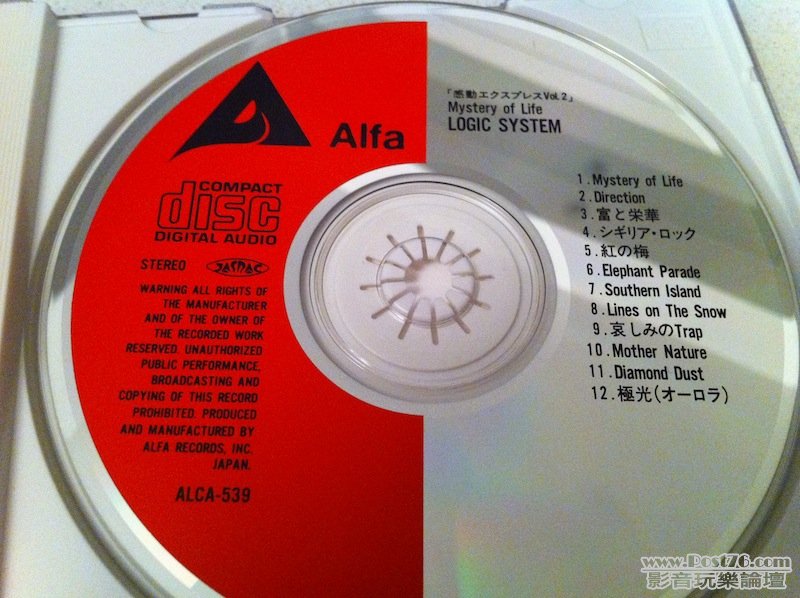 Alfa
COMPACT
disc
DIGITAL AUDIO
STEREO
JASRAC
WARNING ALL RIGHTS OF
THE MANUFACTURER
AND OF THE OWNER OF
THE RECORDED WORK
RESERVED. UNAUTHORIZED
PUBLIC PERFORMANCE,
BROADCASTING AND
COPYING OF THIS RECORD
PROHIBITED. PRODUCED
AND MANUFACTURED BY
ALFA RECORDS, INC.
JAPAN.
ALCA-539
「感動エクスプレスVol.2」
Mystery of Life
LOGIC SYSTEM
1.Mystery of Life
2.Direction
3.富と栄華
4.シギリア・ロック
5.紅の梅
6.Elephant Parade
7.Southern Island
8.Lines on The Snow
9.哀しみのTrap
10.Mother Nature
11.Diamond Dust
12.極光(オーロラ)
www.Post76.com
影音玩樂論壇